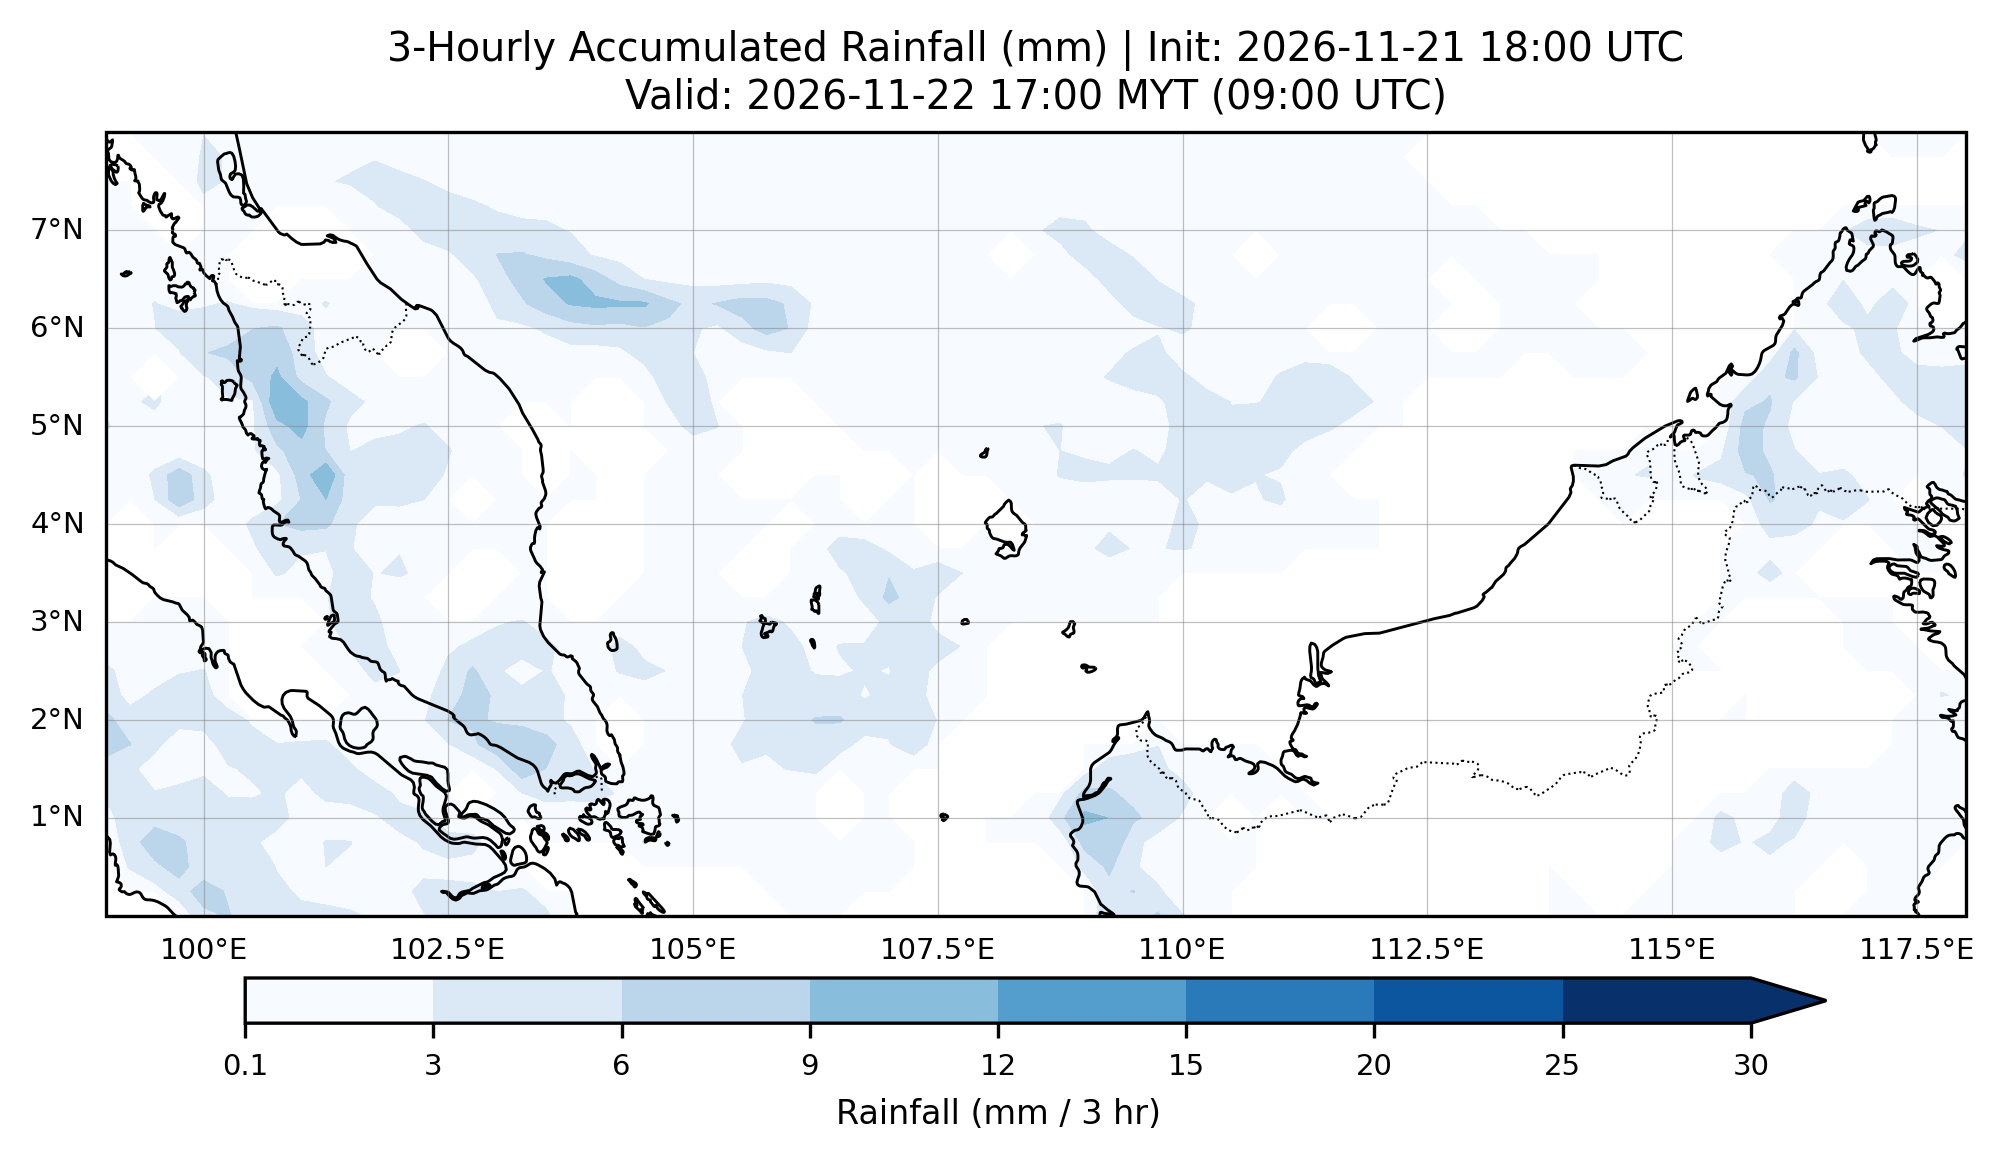 3-Hourly Accumulated Rainfall (mm) | Init: 2026-11-21 18:00 UTC
Valid: 2026-11-22 17:00 MYT (09:00 UTC)
7°N
6°N
5°N
4°N
3°N
2°N
1°N
100°E 102.5°E 105°E 107.5°E 110°E 112.5°E 115°E 117.5°E
0.1 3 6 9 12 15 20 25 30
Rainfall (mm / 3 hr)